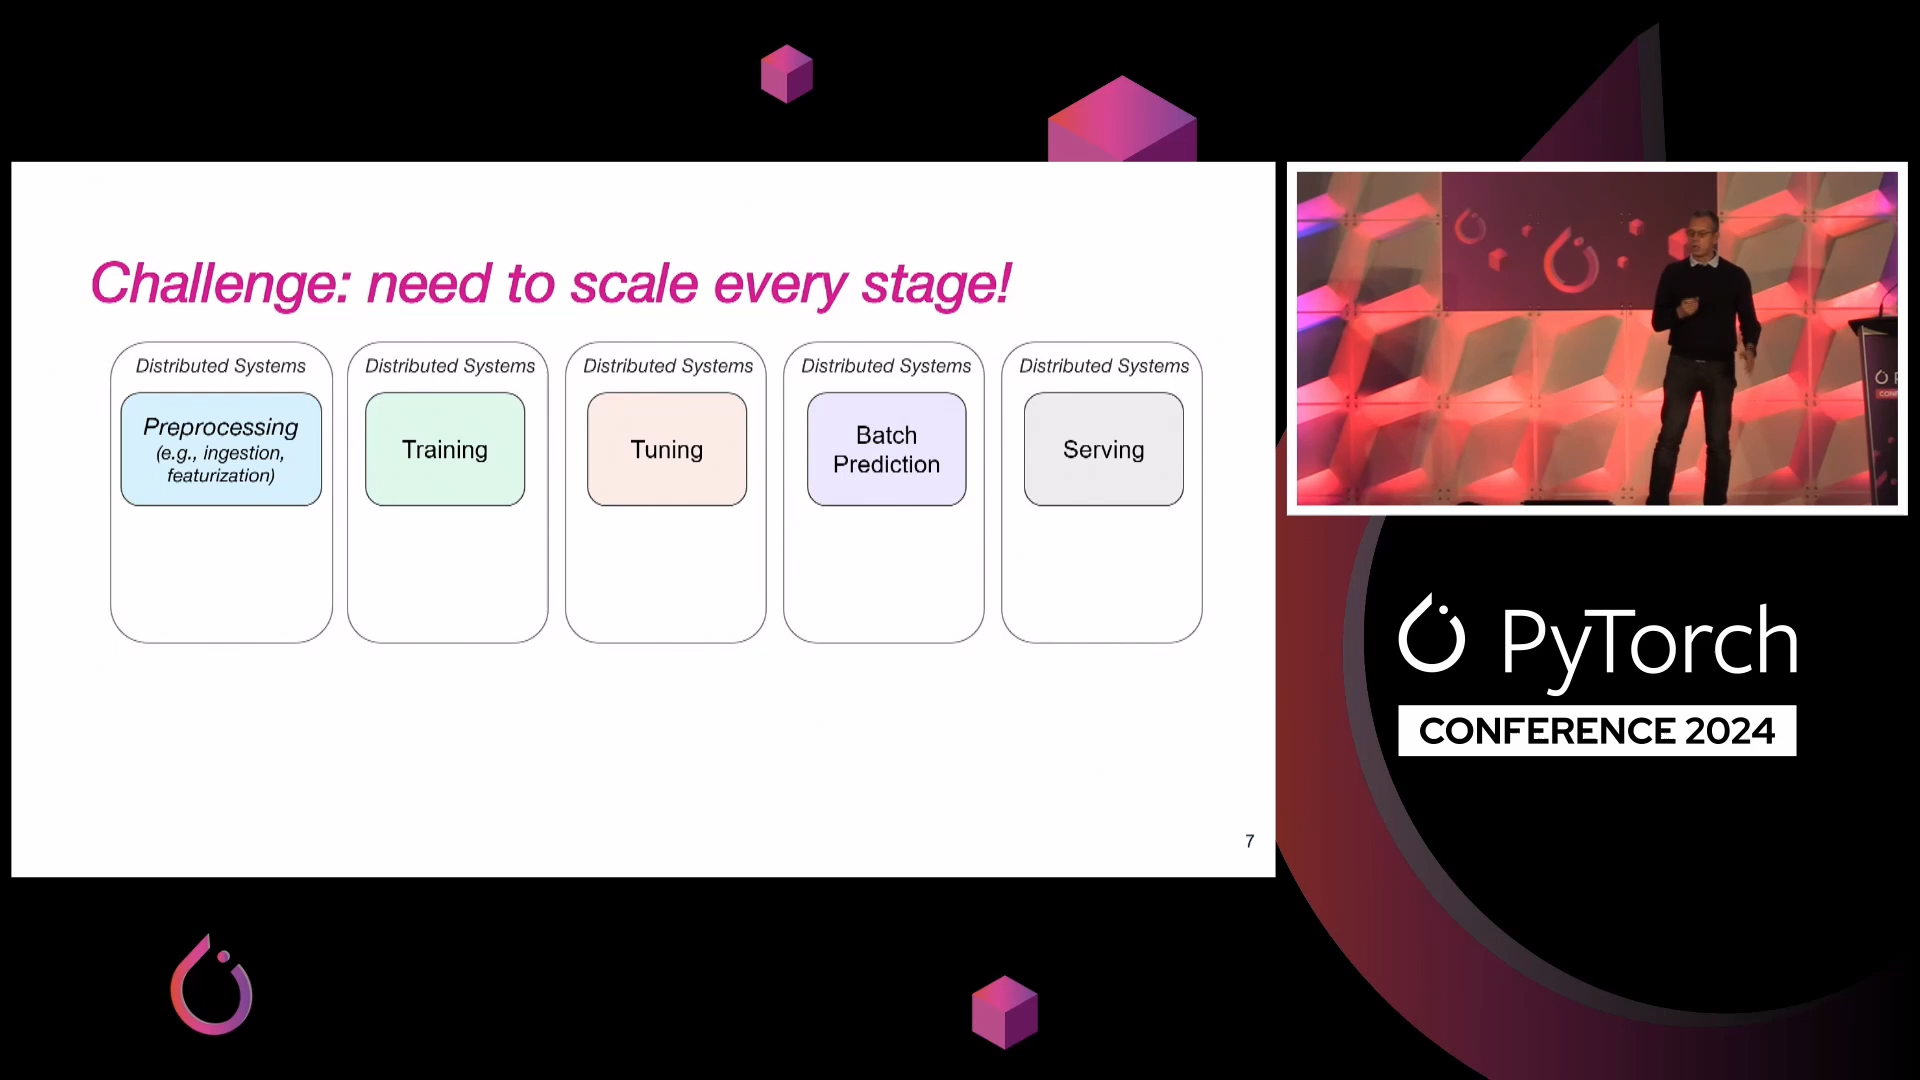 Challenge: need to scale every stage!
Distributed Systems
Preprocessing
(e.g., ingestion,
featurization)
Distributed Systems
Training
Distributed Systems
Tuning
Distributed Systems
Batch
Prediction
Distributed Systems
Serving
7
PyTorch
CONFERENCE 2024